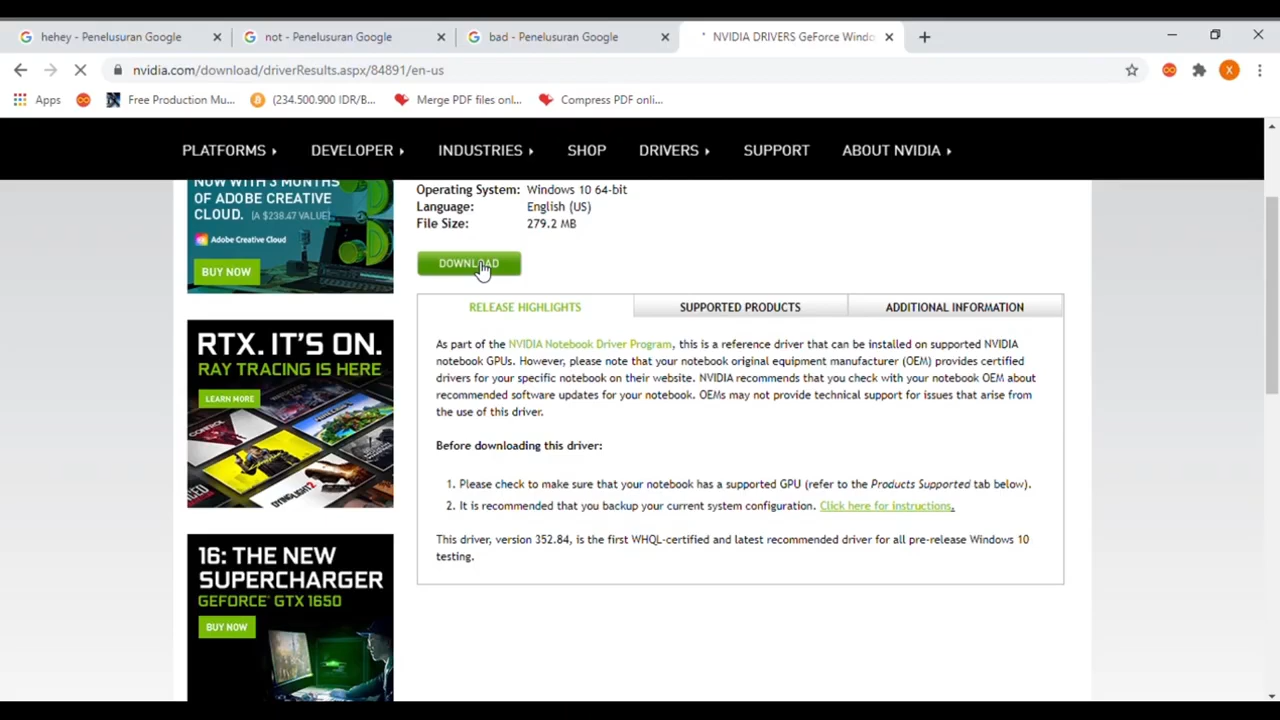 hehey - Penelusuran Google
not - Penelusuran Google
bad - Penelusuran Google
NVIDIA DRIVERS GeForce Windo
nvidia.com/download/driverResults.aspx/84891/en-us
X
Apps
Free Production Mu...
(234.500.900 IDR/B...
Merge PDF files onl...
Compress PDF onli...
PLATFORMS
DEVELOPER
INDUSTRIES
SHOP
DRIVERS
SUPPORT
ABOUT NVIDIA
NOW WITH 3 MONTHS
OF ADOBE CREATIVE
CLOUD. (A $238.47 VALUE)
Adobe Creative Cloud
BUY NOW
Operating System: Windows 10 64-bit
Language: English (US)
File Size: 279.2 MB
DOWNLOAD
RELEASE HIGHLIGHTS
SUPPORTED PRODUCTS
ADDITIONAL INFORMATION
As part of the NVIDIA Notebook Driver Program, this is a reference driver that can be installed on supported NVIDIA
notebook GPUs. However, please note that your notebook original equipment manufacturer (OEM) provides certified
drivers for your specific notebook on their website. NVIDIA recommends that you check with your notebook OEM about
recommended software updates for your notebook. OEMs may not provide technical support for issues that arise from
the use of this driver.
Before downloading this driver:
1. Please check to make sure that your notebook has a supported GPU (refer to the Products Supported tab below).
2. It is recommended that you backup your current system configuration. Click here for instructions.
This driver, version 352.84, is the first WHQL-certified and latest recommended driver for all pre-release Windows 10
testing.
RTX. IT'S ON.
RAY TRACING IS HERE
LEARN MORE
CONTROL
DYINGLIGHT2
16: THE NEW
SUPERCHARGER
GEFORCE® GTX 1650
BUY NOW